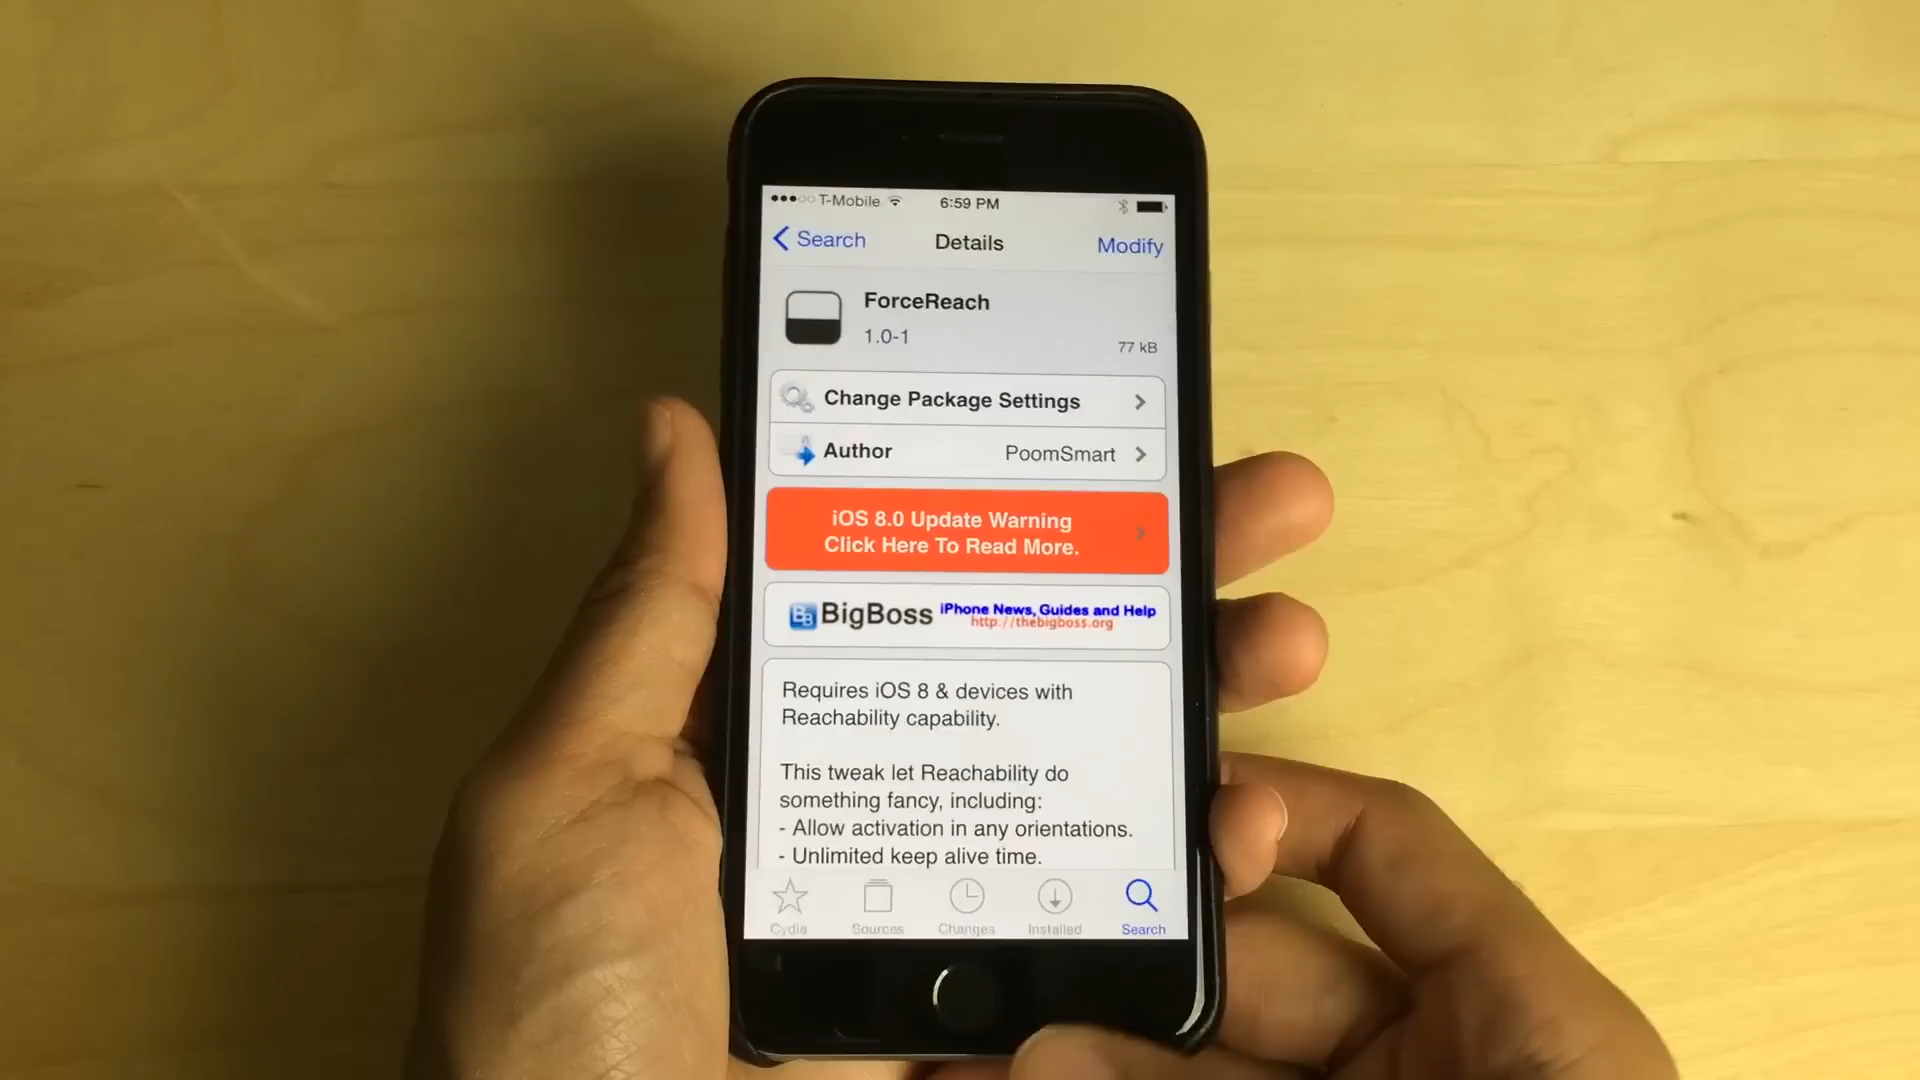 T-Mobile 6:59 PM
Search Details Modify
ForceReach
1.0-1
77 kB
Change Package Settings
Author PoomSmart
iOS 8.0 Update Warning
Click Here To Read More.
BB BigBoss iPhone News, Guides and Help
http://thebigboss.org
Requires iOS 8 & devices with
Reachability capability.
This tweak let Reachability do
something fancy, including:
- Allow activation in any orientations.
- Unlimited keep alive time.
Cydia Sources Changes Installed Search